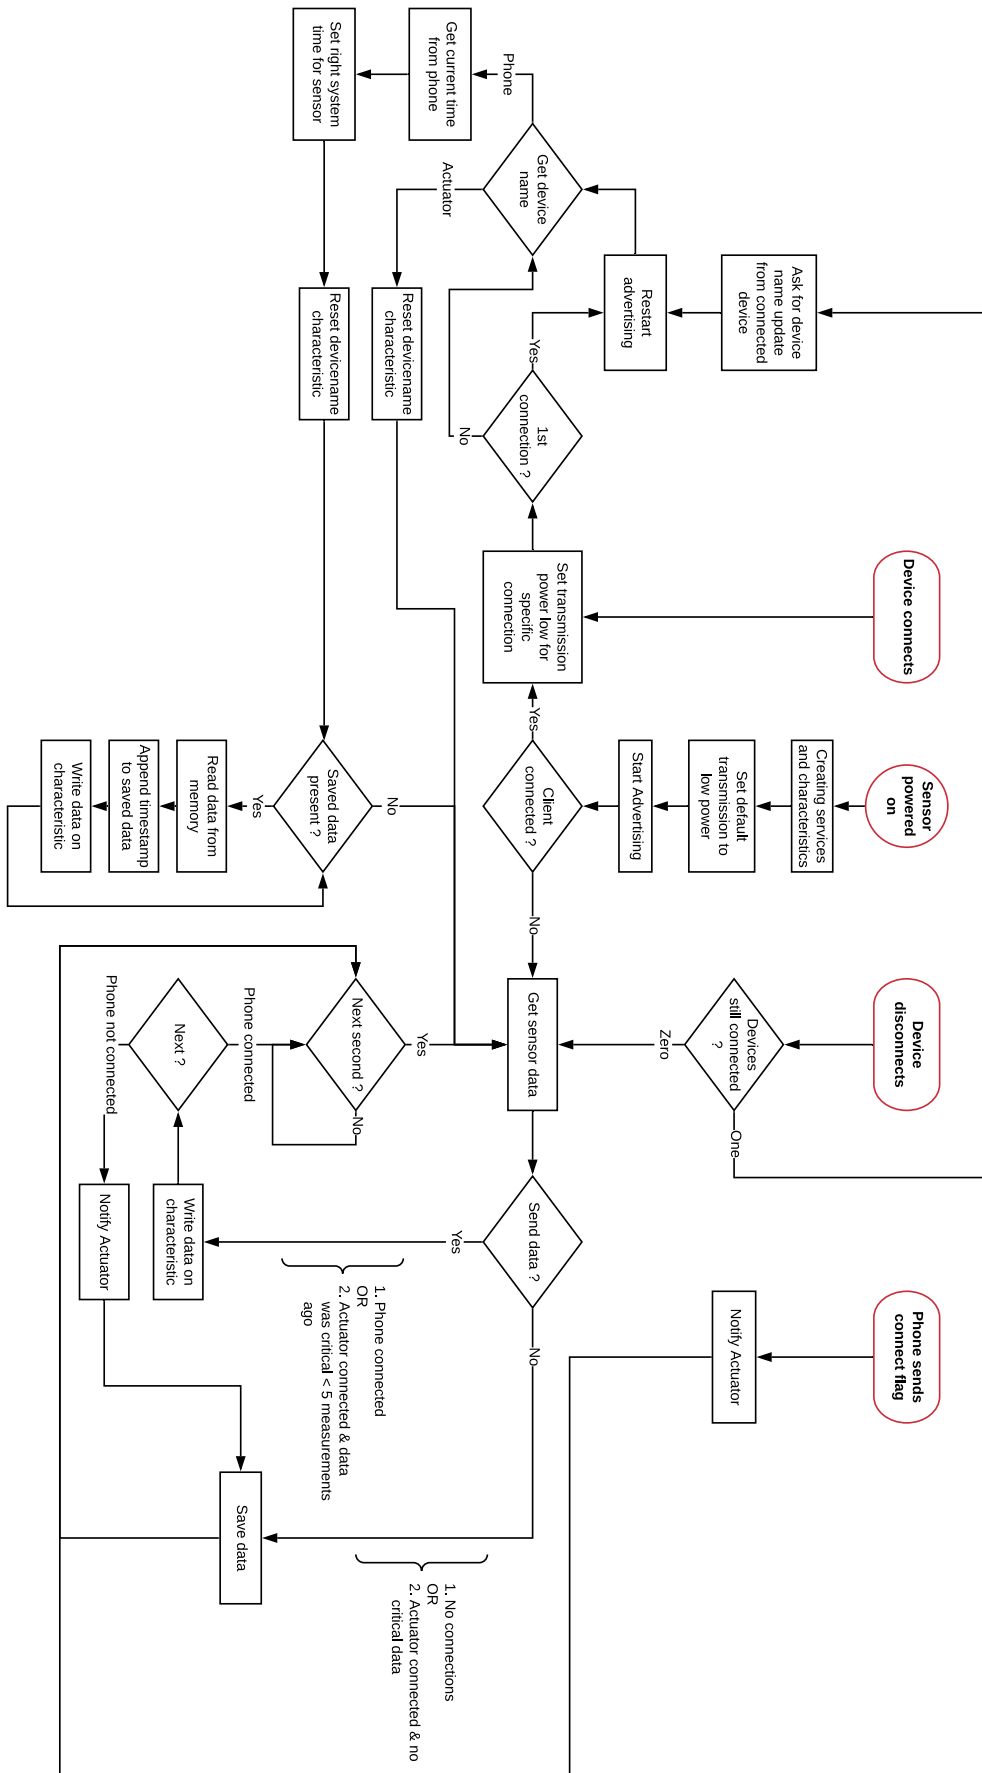 Device connects
Sensor
powered
on
Device
disconnects
Phone sends
connect flag
Ask for device
name update
from connected
device
Creating services
and characteristics
Set default
transmission to
low power
Start Advertising
Devices
still connected
?
One
Zero
Notify Actuator
Restart
advertising
Get device
name
Phone
Actuator
1st
connection ?
Yes
No
Set transmission
power low for
specific
connection
Yes
Client
connected ?
No
Get sensor data
Send data ?
No
Yes
Get current time
from phone
Set right system
time for sensor
Reset devicename
characteristic
Reset devicename
characteristic
Saved data
present ?
No
Yes
Read data from
memory
Append timestamp
to saved data
Write data on
characteristic
Next second ?
Yes
No
Phone connected
Next ?
Phone not connected
Write data on
characteristic
Notify Actuator
1. Phone connected
OR
2. Actuator connected & data
was critical < 5 measurements
ago
Save data
1. No connections
OR
2. Actuator connected & no
critical data